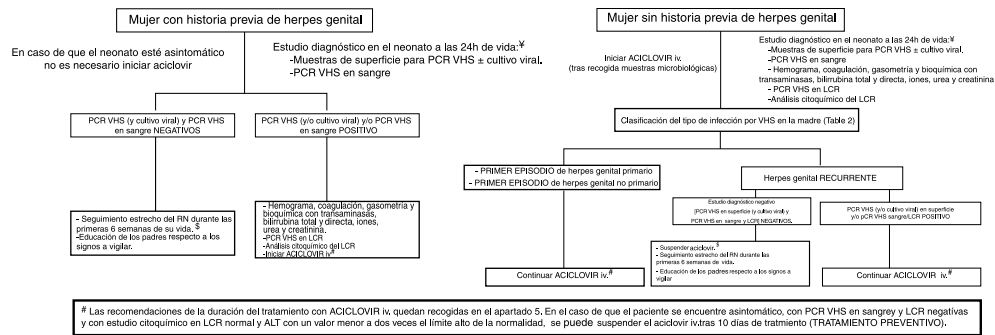 Mujer con historia previa de herpes genital
En caso de que el neonato esté asintomático
no es necesario iniciar aciclovir
Estudio diagnóstico en el neonato a las 24h de vida:¥
-Muestras de superficie para PCR VHS ± cultivo viral.
-PCR VHS en sangre
PCR VHS (y cultivo viral) y PCR VHS
en sangre NEGATIVOS
PCR VHS (y/o cultivo viral) y/o PCR VHS
en sangre POSITIVO
- Seguimiento estrecho del RN durante las
primeras 6 semanas de su vida. $
-Educación de los padres respecto a los
signos a vigilar.
- Hemograma, coagulación, gasometría y
bioquímica con transaminasas,
bilirrubina total y directa, iones,
urea y creatinina.
-PCR VHS en LCR
-Análisis citoquímico del LCR
-Iniciar ACICLOVIR iv#
Mujer sin historia previa de herpes genital
Iniciar ACICLOVIR iv.
(tras recogida muestras microbiológicas)
Estudio diagnóstico en el neonato a las 24h de vida:¥
-Muestras de superficie para PCR VHS ± cultivo viral.
-PCR VHS en sangre
- Hemograma, coagulación, gasometría y bioquímica con
transaminasas, bilirrubina total y directa, iones, urea y creatinina
- PCR VHS en LCR
-Análisis citoquímico del LCR
Clasificación del tipo de infección por VHS en la madre (Table 2)
- PRIMER EPISODIO de herpes genital primario
- PRIMER EPISODIO de herpes genital no primario
Herpes genital RECURRENTE
Estudio diagnóstico negativo
[PCR VHS en superficie (y cultivo) y
PCR VHS en sangre y LCR] NEGATIVOS.
PCR VHS (y/o cultivo viral) en superficie
y/o pCR VHS sangre/LCR POSITIVO
- Suspender aciclovir.$
- Seguimiento estrecho del RN durante las
primeras 6 semanas de vida.
- Educación de los padres respecto a los signos a
vigilar
Continuar ACICLOVIR iv.#
Continuar ACICLOVIR iv.#
# Las recomendaciones de la duración del tratamiento con ACICLOVIR iv. quedan recogidas en el apartado 5. En el caso de que el paciente se encuentre asintomático, con PCR VHS en sangrey y LCR negativas
y con estudio citoquímico en LCR normal y ALT con un valor menor a dos veces el límite alto de la normalidad, se puede suspender el aciclovir iv.tras 10 días de tratmiento (TRATAMIENTO PREVENTIVO).